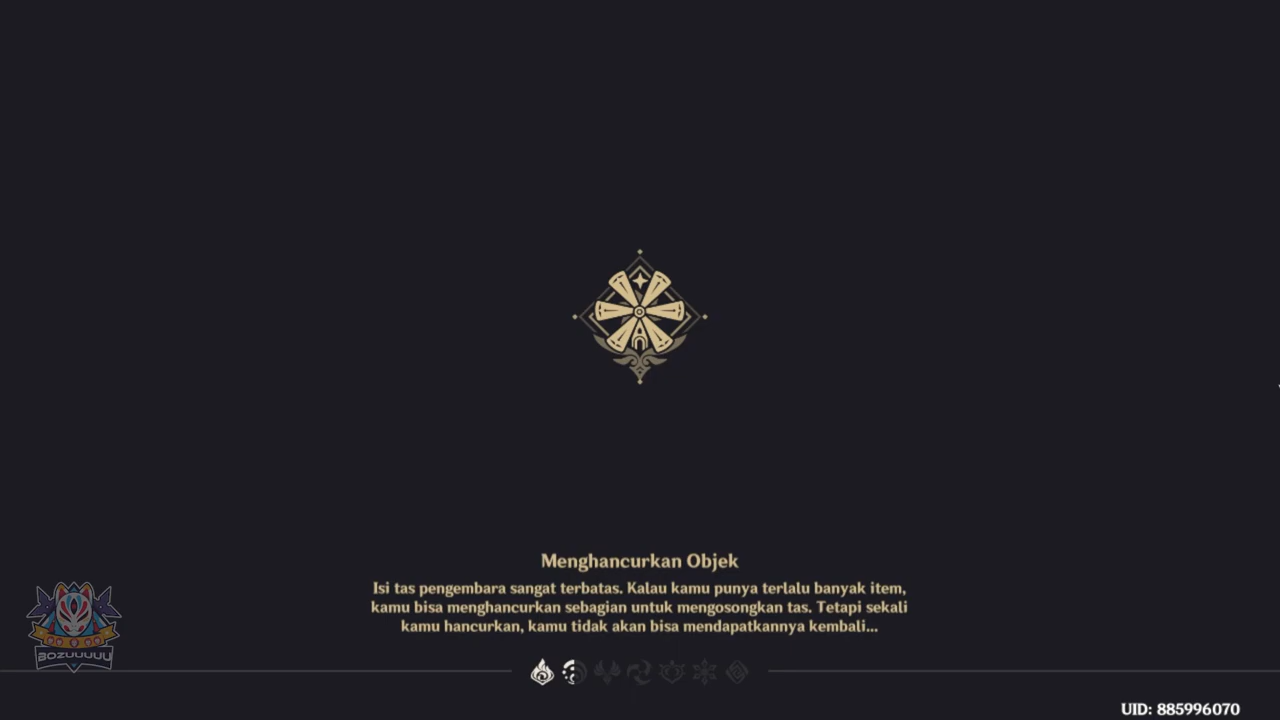 Menghancurkan Objek
Isi tas pengembara sangat terbatas. Kalau kamu punya terlalu banyak item,
kamu bisa menghancurkan sebagian untuk mengosongkan tas. Tetapi sekali
kamu hancurkan, kamu tidak akan bisa mendapatkannya kembali...
BOZUUUUU
UID: 885996070